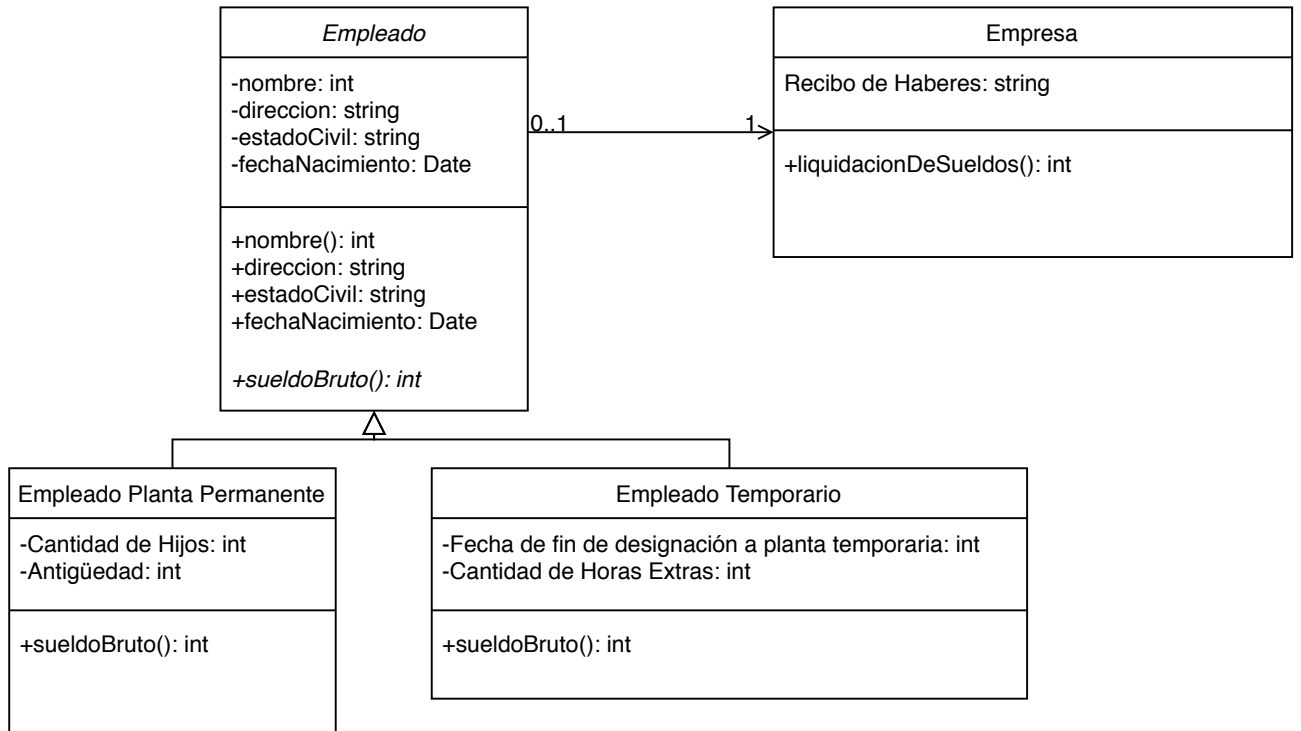 Empleado
-nombre: int
-direccion: string
-estadoCivil: string
-fechaNacimiento: Date
+nombre(): int
+direccion: string
+estadoCivil: string
+fechaNacimiento: Date
+sueldoBruto(): int
0..1
1
Empresa
Recibo de Haberes: string
+liquidacionDeSueldos(): int
Empleado Planta Permanente
-Cantidad de Hijos: int
-Antigüedad: int
+sueldoBruto(): int
Empleado Temporario
-Fecha de fin de designación a planta temporaria: int
-Cantidad de Horas Extras: int
+sueldoBruto(): int